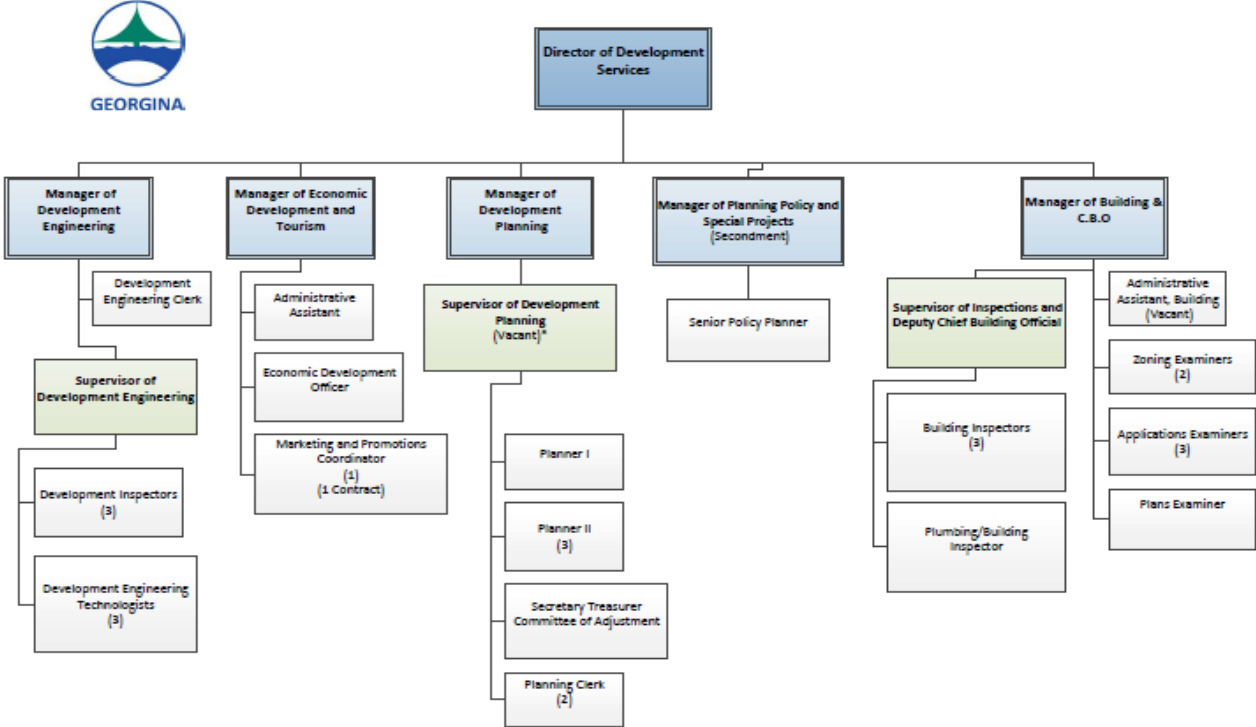 GEORGINA
Director of Development
Services
Manager of
Development
Engineering
Development
Engineering Clerk
Supervisor of
Development Engineering
Development Inspectors
(3)
Development Engineering
Technologists
(3)
Manager of Economic
Development and
Tourism
Administrative
Assistant
Economic Development
Officer
Marketing and Promotions
Coordinator
(1)
(1 Contract)
Manager of
Development
Planning
Supervisor of Development
Planning
(Vacant)*
Planner I
Planner II
(3)
Secretary Treasurer
Committee of Adjustment
Planning Clerk
(2)
Manager of Planning Policy and
Special Projects
(Secondment)
Senior Policy Planner
Manager of Building &
C.B.O
Supervisor of Inspections and
Deputy Chief Building Official
Building Inspectors
(3)
Plumbing/Building
Inspector
Administrative
Assistant, Building
(Vacant)
Zoning Examiners
(2)
Applications Examiners
(3)
Plans Examiner